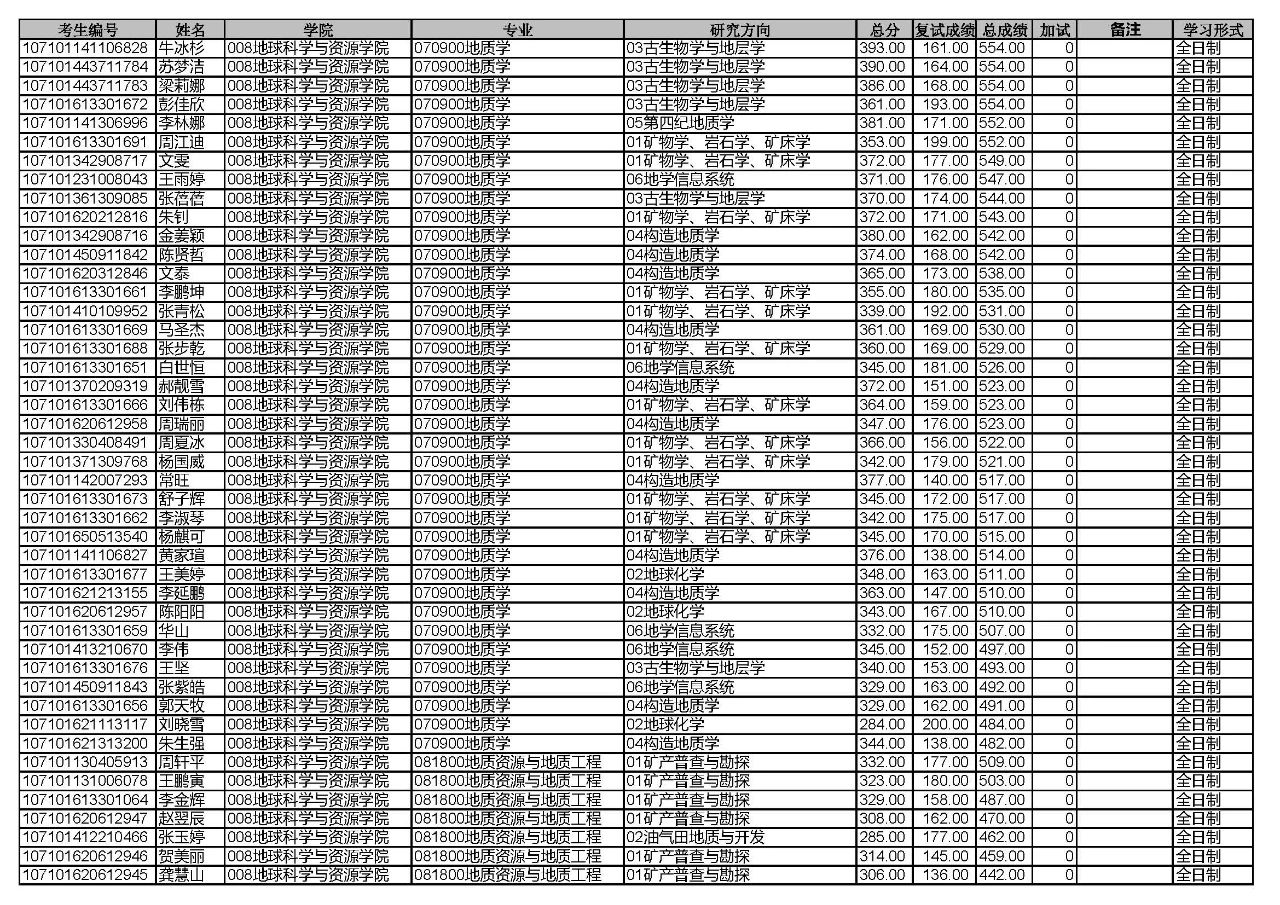 考生编号 姓名 学院 专业 研究方向 总分 复试成绩 总成绩 加试 备注 学习形式
107101141106828 牛冰杉 008地球科学与资源学院 070900地质学 03古生物学与地层学 393.00 161.00 554.00 0 全日制
107101443711784 苏梦洁 008地球科学与资源学院 070900地质学 03古生物学与地层学 390.00 164.00 554.00 0 全日制
107101443711783 梁莉娜 008地球科学与资源学院 070900地质学 03古生物学与地层学 386.00 168.00 554.00 0 全日制
107101613301672 彭佳欣 008地球科学与资源学院 070900地质学 03古生物学与地层学 361.00 193.00 554.00 0 全日制
107101141306996 李林娜 008地球科学与资源学院 070900地质学 05第四纪地质学 381.00 171.00 552.00 0 全日制
107101613301691 周江迪 008地球科学与资源学院 070900地质学 01矿物学、岩石学、矿床学 353.00 199.00 552.00 0 全日制
107101342908717 文雯 008地球科学与资源学院 070900地质学 01矿物学、岩石学、矿床学 372.00 177.00 549.00 0 全日制
107101231008043 王雨婷 008地球科学与资源学院 070900地质学 06地学信息系统 371.00 176.00 547.00 0 全日制
107101361309085 张蓓蓓 008地球科学与资源学院 070900地质学 03古生物学与地层学 370.00 174.00 544.00 0 全日制
107101620212816 朱钊 008地球科学与资源学院 070900地质学 01矿物学、岩石学、矿床学 372.00 171.00 543.00 0 全日制
107101342908716 金姜颖 008地球科学与资源学院 070900地质学 04构造地质学 380.00 162.00 542.00 0 全日制
107101450911842 陈贤哲 008地球科学与资源学院 070900地质学 04构造地质学 374.00 168.00 542.00 0 全日制
107101620312846 文泰 008地球科学与资源学院 070900地质学 04构造地质学 365.00 173.00 538.00 0 全日制
107101613301661 李鹏坤 008地球科学与资源学院 070900地质学 01矿物学、岩石学、矿床学 355.00 180.00 535.00 0 全日制
107101410109952 张青松 008地球科学与资源学院 070900地质学 01矿物学、岩石学、矿床学 339.00 192.00 531.00 0 全日制
107101613301669 马圣杰 008地球科学与资源学院 070900地质学 04构造地质学 361.00 169.00 530.00 0 全日制
107101613301688 张步乾 008地球科学与资源学院 070900地质学 01矿物学、岩石学、矿床学 360.00 169.00 529.00 0 全日制
107101613301651 白世恒 008地球科学与资源学院 070900地质学 06地学信息系统 345.00 181.00 526.00 0 全日制
107101370209319 郝靓雪 008地球科学与资源学院 070900地质学 04构造地质学 372.00 151.00 523.00 0 全日制
107101613301666 刘伟栋 008地球科学与资源学院 070900地质学 01矿物学、岩石学、矿床学 364.00 159.00 523.00 0 全日制
107101620612958 周瑞丽 008地球科学与资源学院 070900地质学 04构造地质学 347.00 176.00 523.00 0 全日制
107101330408491 周夏冰 008地球科学与资源学院 070900地质学 01矿物学、岩石学、矿床学 366.00 156.00 522.00 0 全日制
107101371309768 杨国威 008地球科学与资源学院 070900地质学 01矿物学、岩石学、矿床学 342.00 179.00 521.00 0 全日制
107101142007293 常旺 008地球科学与资源学院 070900地质学 04构造地质学 377.00 140.00 517.00 0 全日制
107101613301673 舒子辉 008地球科学与资源学院 070900地质学 01矿物学、岩石学、矿床学 345.00 172.00 517.00 0 全日制
107101613301662 李淑琴 008地球科学与资源学院 070900地质学 01矿物学、岩石学、矿床学 342.00 175.00 517.00 0 全日制
107101650513540 杨麒可 008地球科学与资源学院 070900地质学 01矿物学、岩石学、矿床学 345.00 170.00 515.00 0 全日制
107101141106827 黄家瑄 008地球科学与资源学院 070900地质学 04构造地质学 376.00 138.00 514.00 0 全日制
107101613301677 王美婷 008地球科学与资源学院 070900地质学 02地球化学 348.00 163.00 511.00 0 全日制
107101621213155 李延鹏 008地球科学与资源学院 070900地质学 04构造地质学 363.00 147.00 510.00 0 全日制
107101620612957 陈阳阳 008地球科学与资源学院 070900地质学 02地球化学 343.00 167.00 510.00 0 全日制
107101613301659 华山 008地球科学与资源学院 070900地质学 06地学信息系统 332.00 175.00 507.00 0 全日制
107101413210670 李伟 008地球科学与资源学院 070900地质学 06地学信息系统 345.00 152.00 497.00 0 全日制
107101613301676 王坚 008地球科学与资源学院 070900地质学 03古生物学与地层学 340.00 153.00 493.00 0 全日制
107101450911843 张紫皓 008地球科学与资源学院 070900地质学 06地学信息系统 329.00 163.00 492.00 0 全日制
107101613301656 郭天牧 008地球科学与资源学院 070900地质学 04构造地质学 329.00 162.00 491.00 0 全日制
107101621113117 刘晓雪 008地球科学与资源学院 070900地质学 02地球化学 284.00 200.00 484.00 0 全日制
107101621313200 朱生强 008地球科学与资源学院 070900地质学 04构造地质学 344.00 138.00 482.00 0 全日制
107101130405913 周轩平 008地球科学与资源学院 081800地质资源与地质工程 01矿产普查与勘探 332.00 177.00 509.00 0 全日制
107101131006078 王鹏寅 008地球科学与资源学院 081800地质资源与地质工程 01矿产普查与勘探 323.00 180.00 503.00 0 全日制
107101613301064 李金辉 008地球科学与资源学院 081800地质资源与地质工程 01矿产普查与勘探 329.00 158.00 487.00 0 全日制
107101620612947 赵翌辰 008地球科学与资源学院 081800地质资源与地质工程 01矿产普查与勘探 308.00 162.00 470.00 0 全日制
107101412210466 张玉婷 008地球科学与资源学院 081800地质资源与地质工程 02油气田地质与开发 285.00 177.00 462.00 0 全日制
107101620612946 贺美丽 008地球科学与资源学院 081800地质资源与地质工程 01矿产普查与勘探 314.00 145.00 459.00 0 全日制
107101620612945 龚慧山 008地球科学与资源学院 081800地质资源与地质工程 01矿产普查与勘探 306.00 136.00 442.00 0 全日制